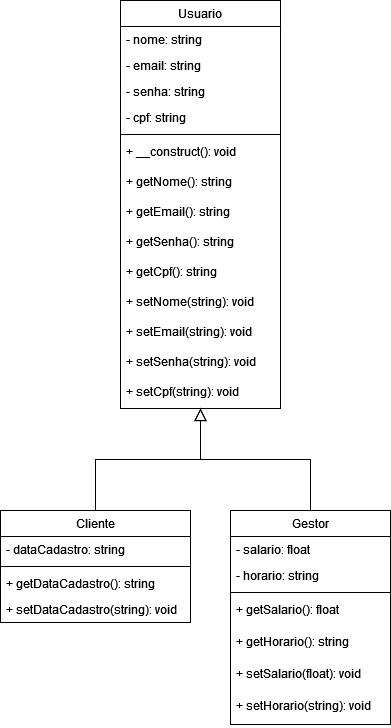 Usuario
- nome: string
- email: string
- senha: string
- cpf: string
+ __construct(): void
+ getNome(): string
+ getEmail(): string
+ getSenha(): string
+ getCpf(): string
+ setNome(string): void
+ setEmail(string): void
+ setSenha(string): void
+ setCpf(string): void
Cliente
- dataCadastro: string
+ getDataCadastro(): string
+ setDataCadastro(string): void
Gestor
- salario: float
- horario: string
+ getSalario(): float
+ getHorario(): string
+ setSalario(float): void
+ setHorario(string): void